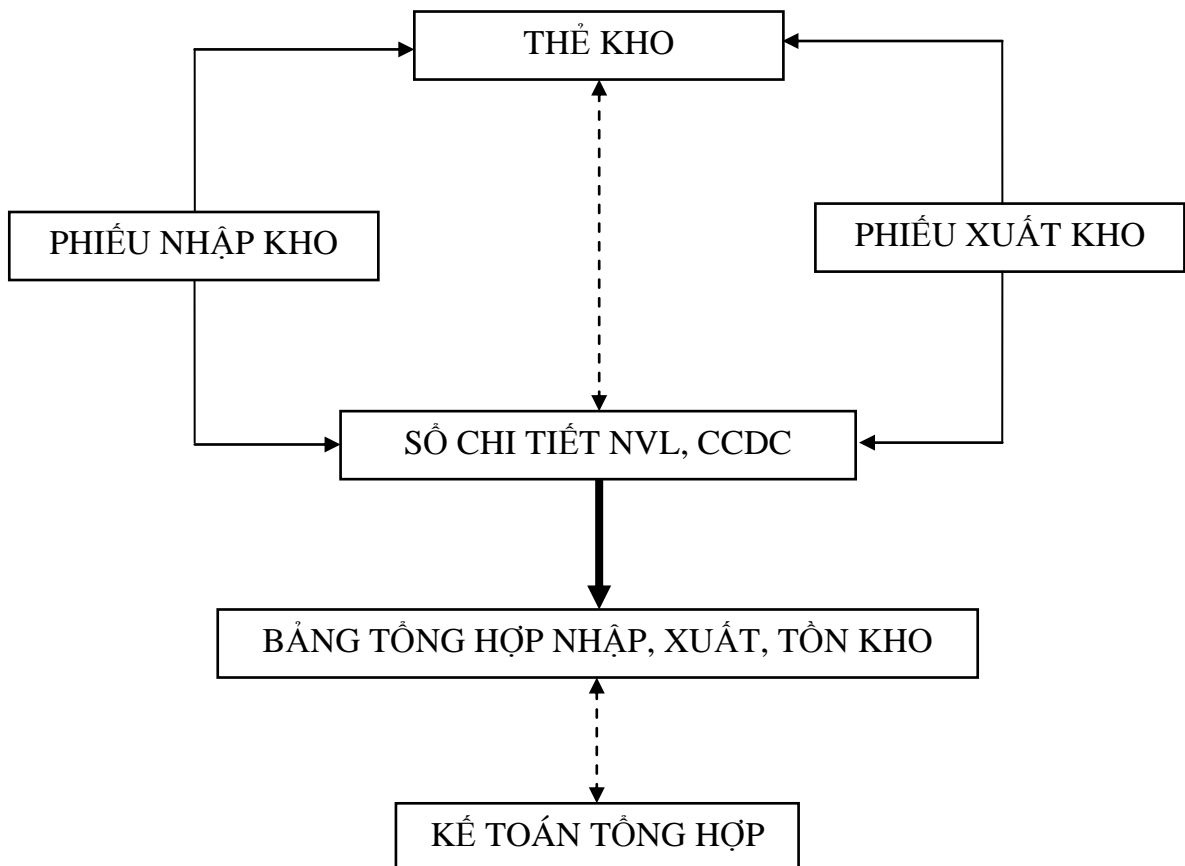 THẺ KHO
PHIẾU NHẬP KHO
PHIẾU XUẤT KHO
SỔ CHI TIẾT NVL, CCDC
BẢNG TỔNG HỢP NHẬP, XUẤT, TỒN KHO
KẾ TOÁN TỔNG HỢP